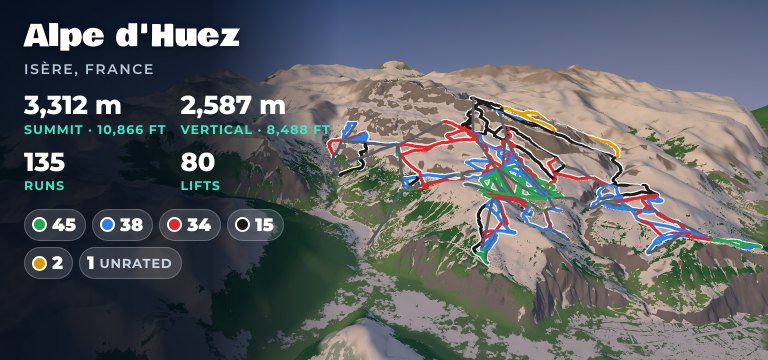 Alpe d'Huez
ISÈRE, FRANCE
3,312 m 2,587 m
SUMMIT · 10,866 FT VERTICAL · 8,488 FT
135 80
RUNS LIFTS
45 38 34 15
2 1 UNRATED